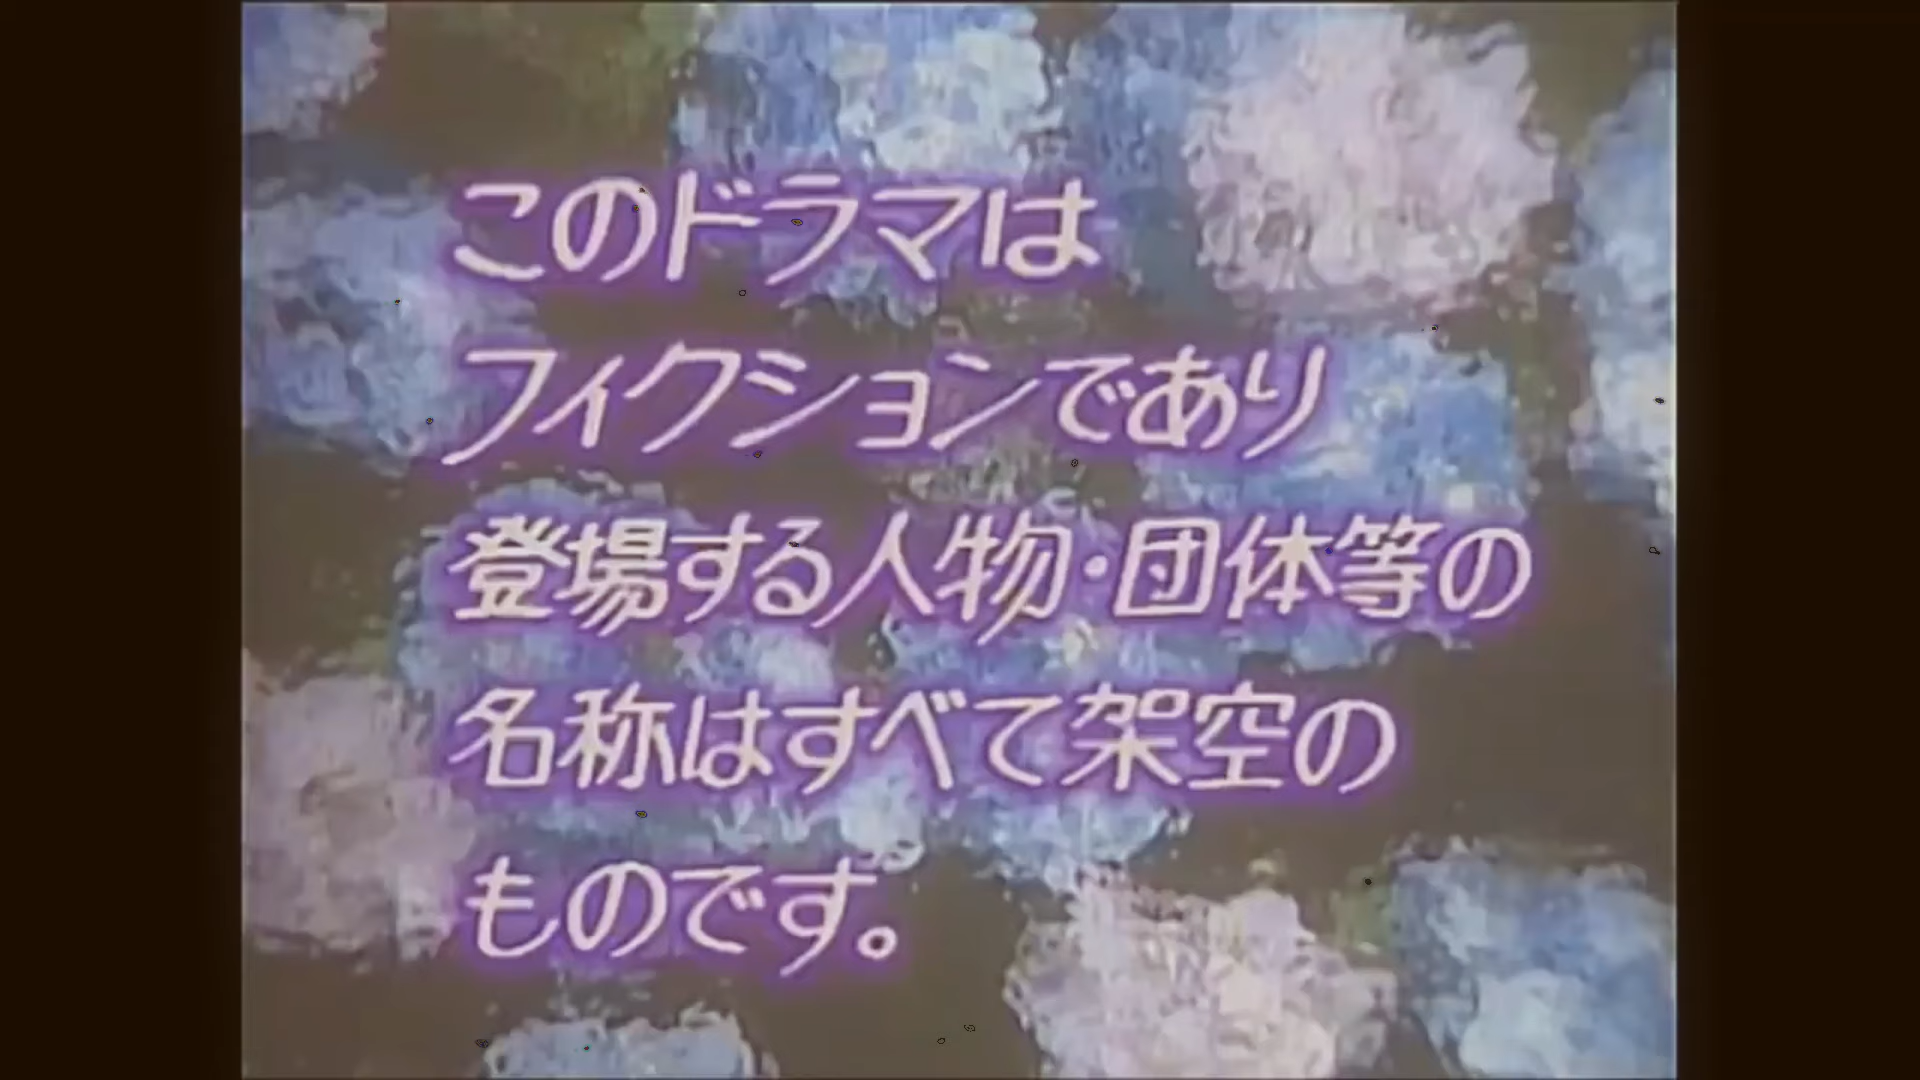 このドラマは
フィクションであり
登場する人物・団体等の
名称はすべて架空の
ものです。